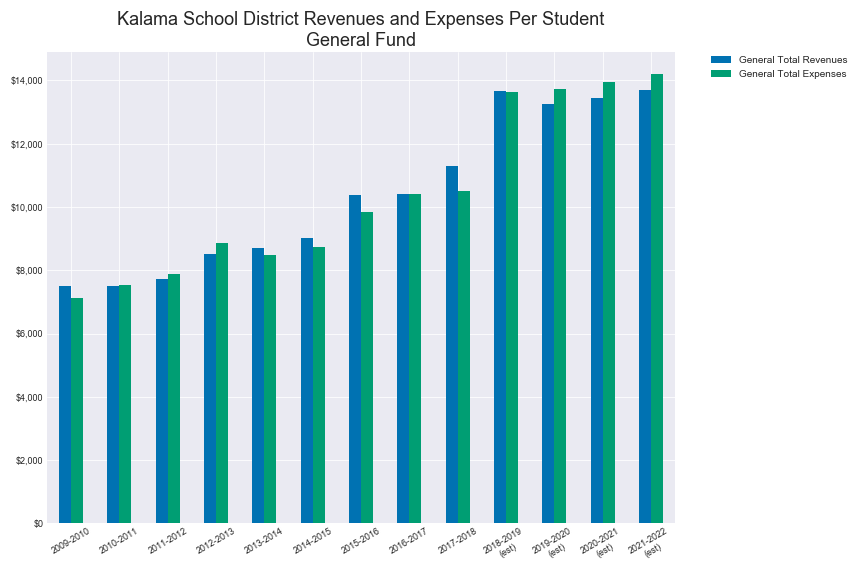 Kalama School District Revenues and Expenses Per Student
General Fund
General Total Revenues
General Total Expenses
$14,000
$12,000
$10,000
$8,000
$6,000
$4,000
$2,000
$0
2009-2010
2010-2011
2011-2012
2012-2013
2013-2014
2014-2015
2015-2016
2016-2017
2017-2018
2018-2019
(est)
2019-2020
(est)
2020-2021
(est)
2021-2022
(est)